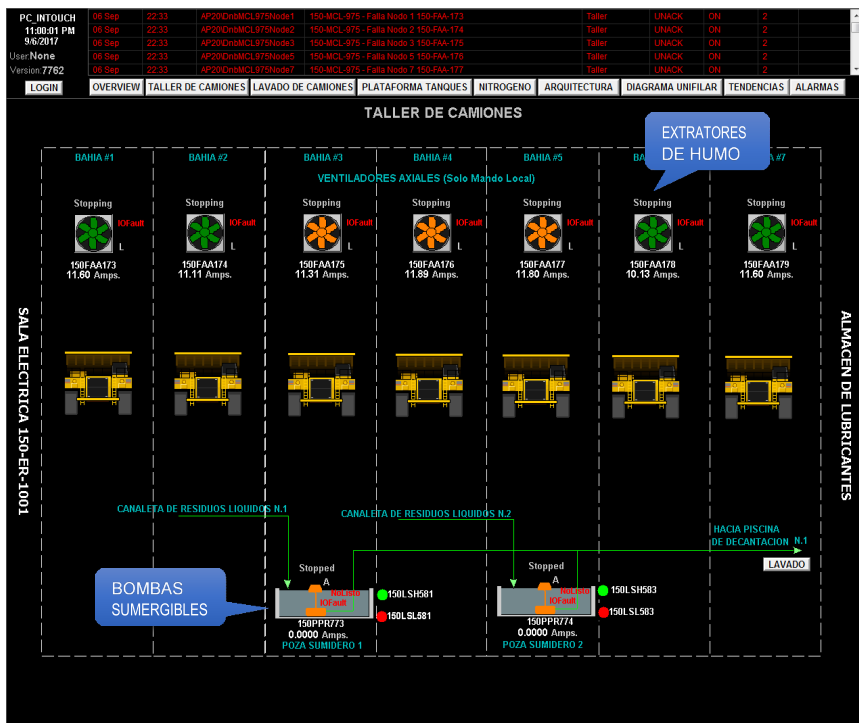 PC_INTOUCH
11:00:01 PM
9/6/2017
User:None
Version:7762
LOGIN
06 Sep 22:33 AP20\DnbMCL975Node1 150-MCL-975 - Falla Nodo 1 150-FAA-173 Taller UNACK ON 2
06 Sep 22:33 AP20\DnbMCL975Node2 150-MCL-975 - Falla Nodo 2 150-FAA-174 Taller UNACK ON 2
06 Sep 22:33 AP20\DnbMCL975Node3 150-MCL-975 - Falla Nodo 3 150-FAA-175 Taller UNACK ON 2
06 Sep 22:33 AP20\DnbMCL975Node5 150-MCL-975 - Falla Nodo 5 150-FAA-176 Taller UNACK ON 2
06 Sep 22:33 AP20\DnbMCL975Node7 150-MCL-975 - Falla Nodo 7 150-FAA-177 Taller UNACK ON 2
OVERVIEW TALLER DE CAMIONES LAVADO DE CAMIONES PLATAFORMA TANQUES NITROGENO ARQUITECTURA DIAGRAMA UNIFILAR TENDENCIAS ALARMAS
TALLER DE CAMIONES
EXTRATORES
DE HUMO
BAHIA #1 BAHIA #2 BAHIA #3 BAHIA #4 BAHIA #5 BA #7
VENTILADORES AXIALES (Solo Mando Local)
Stopping Stopping Stopping Stopping Stopping Stopping Stopping
IOFault IOFault IOFault IOFault IOFault IOFault IOFault
L L L L L L L
150FAA173 150FAA174 150FAA175 150FAA176 150FAA177 150FAA178 150FAA179
11.60 Amps. 11.11 Amps. 11.31 Amps. 11.89 Amps. 11.80 Amps. 10.13 Amps. 11.60 Amps.
SALA ELECTRICA 150-ER-1001
ALMACEN DE LUBRICANTES
CANALETA DE RESIDUOS LIQUIDOS N.1
CANALETA DE RESIDUOS LIQUIDOS N.2
HACIA PISCINA
DE DECANTACION N.1
LAVADO
BOMBAS
SUMERGIBLES
Stopped
A
NoListo
IOFault
150LSH581
150LSL581
150PPR773
0.0000 Amps.
POZA SUMIDERO 1
Stopped
A
NoListo
IOFault
150LSH583
150LSL583
150PPR774
0.0000 Amps.
POZA SUMIDERO 2